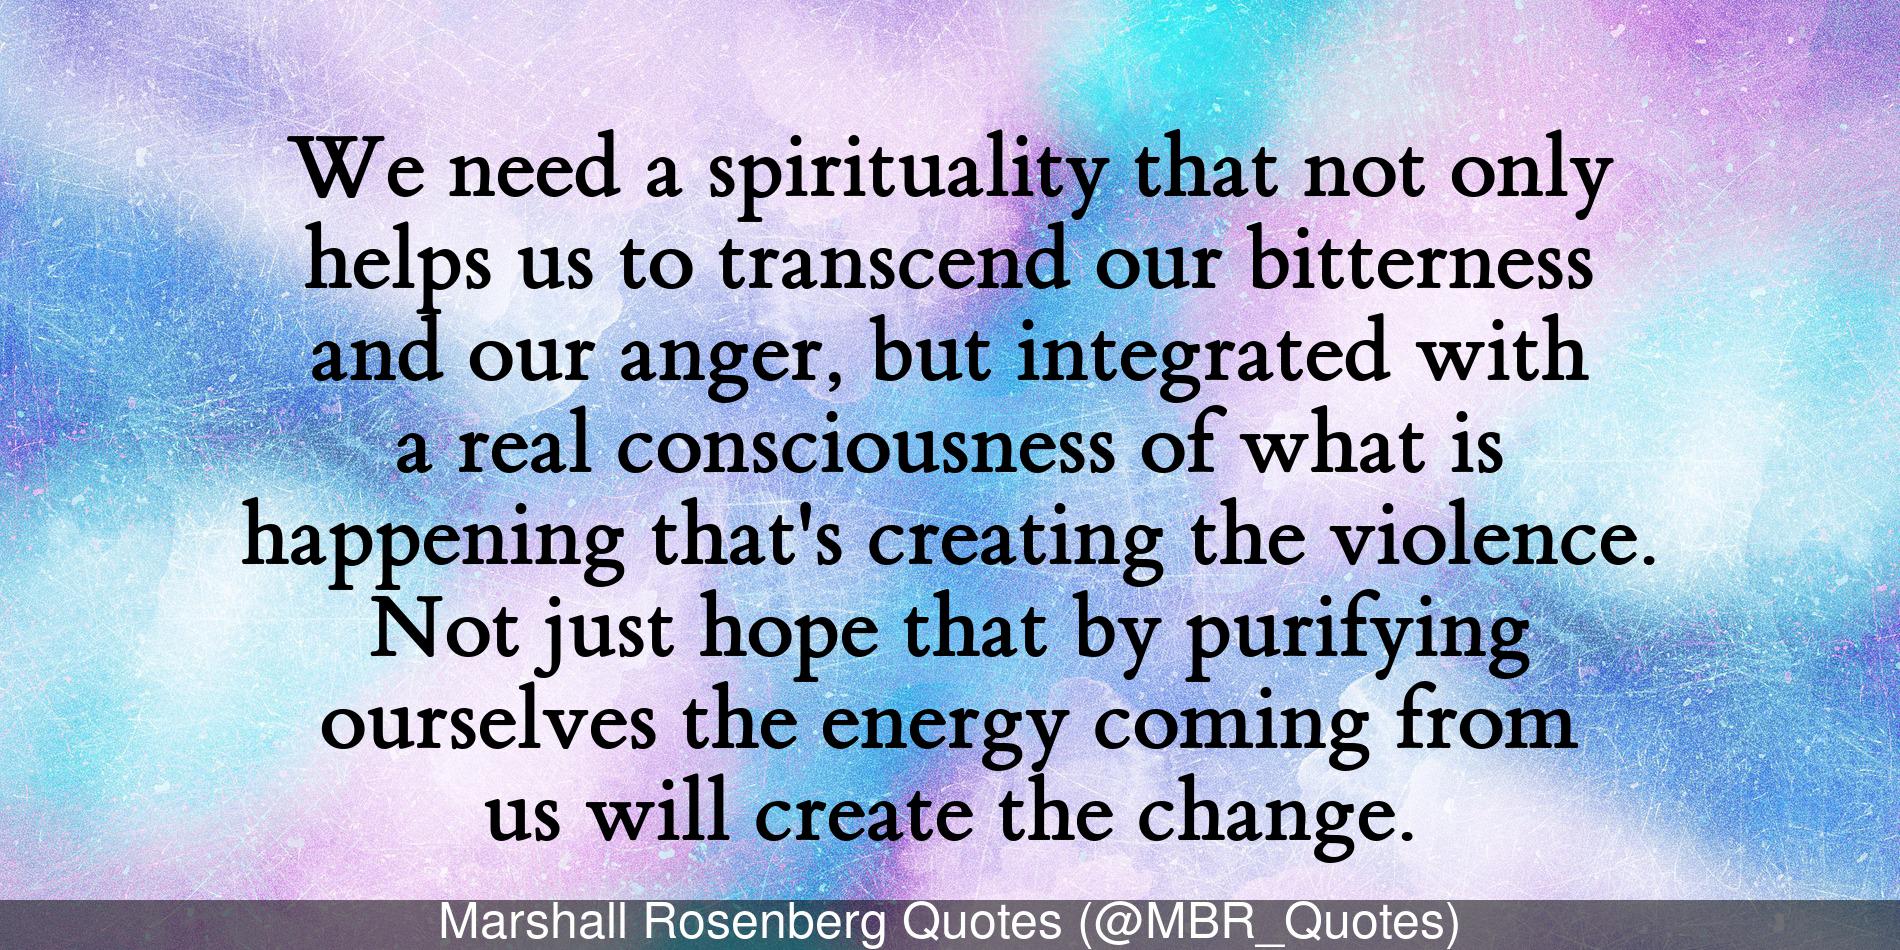 We need a spirituality that not only
helps us to transcend our bitterness
and our anger, but integrated with
a real consciousness of what is
happening that's creating the violence.
Not just hope that by purifying
ourselves the energy coming from
us will create the change.
Marshall Rosenberg Quotes (@MBR_Quotes)